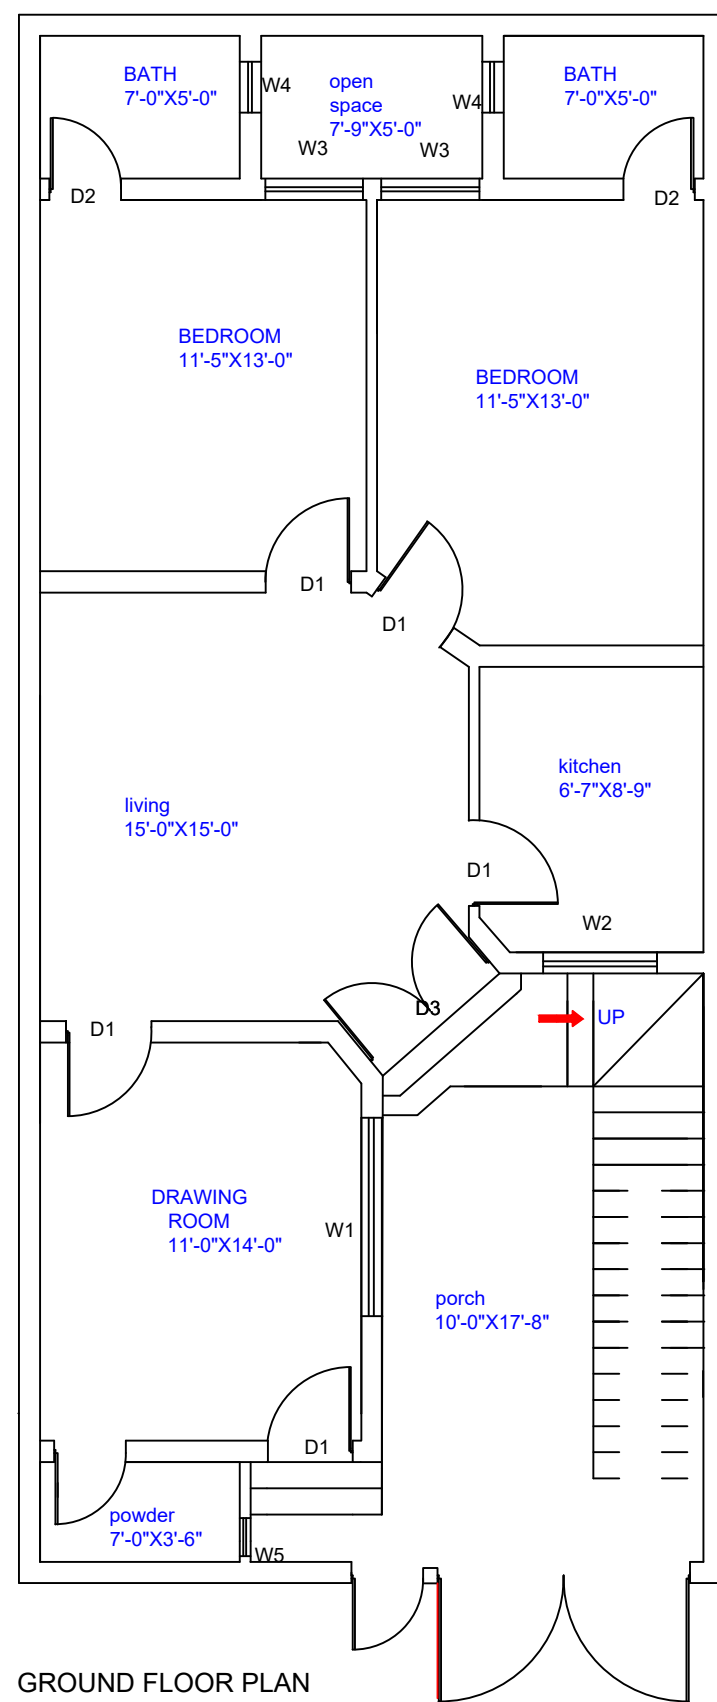 BATH
7'-0"X5'-0"
W4
open
space
7'-9"X5'-0"
W4
BATH
7'-0"X5'-0"
W3
W3
D2
D2
BEDROOM
11'-5"X13'-0"
BEDROOM
11'-5"X13'-0"
D1
D1
living
15'-0"X15'-0"
kitchen
6'-7"X8'-9"
D1
W2
D3
UP
D1
DRAWING
ROOM
11'-0"X14'-0"
W1
porch
10'-0"X17'-8"
D1
powder
7'-0"X3'-6"
W5
GROUND FLOOR PLAN